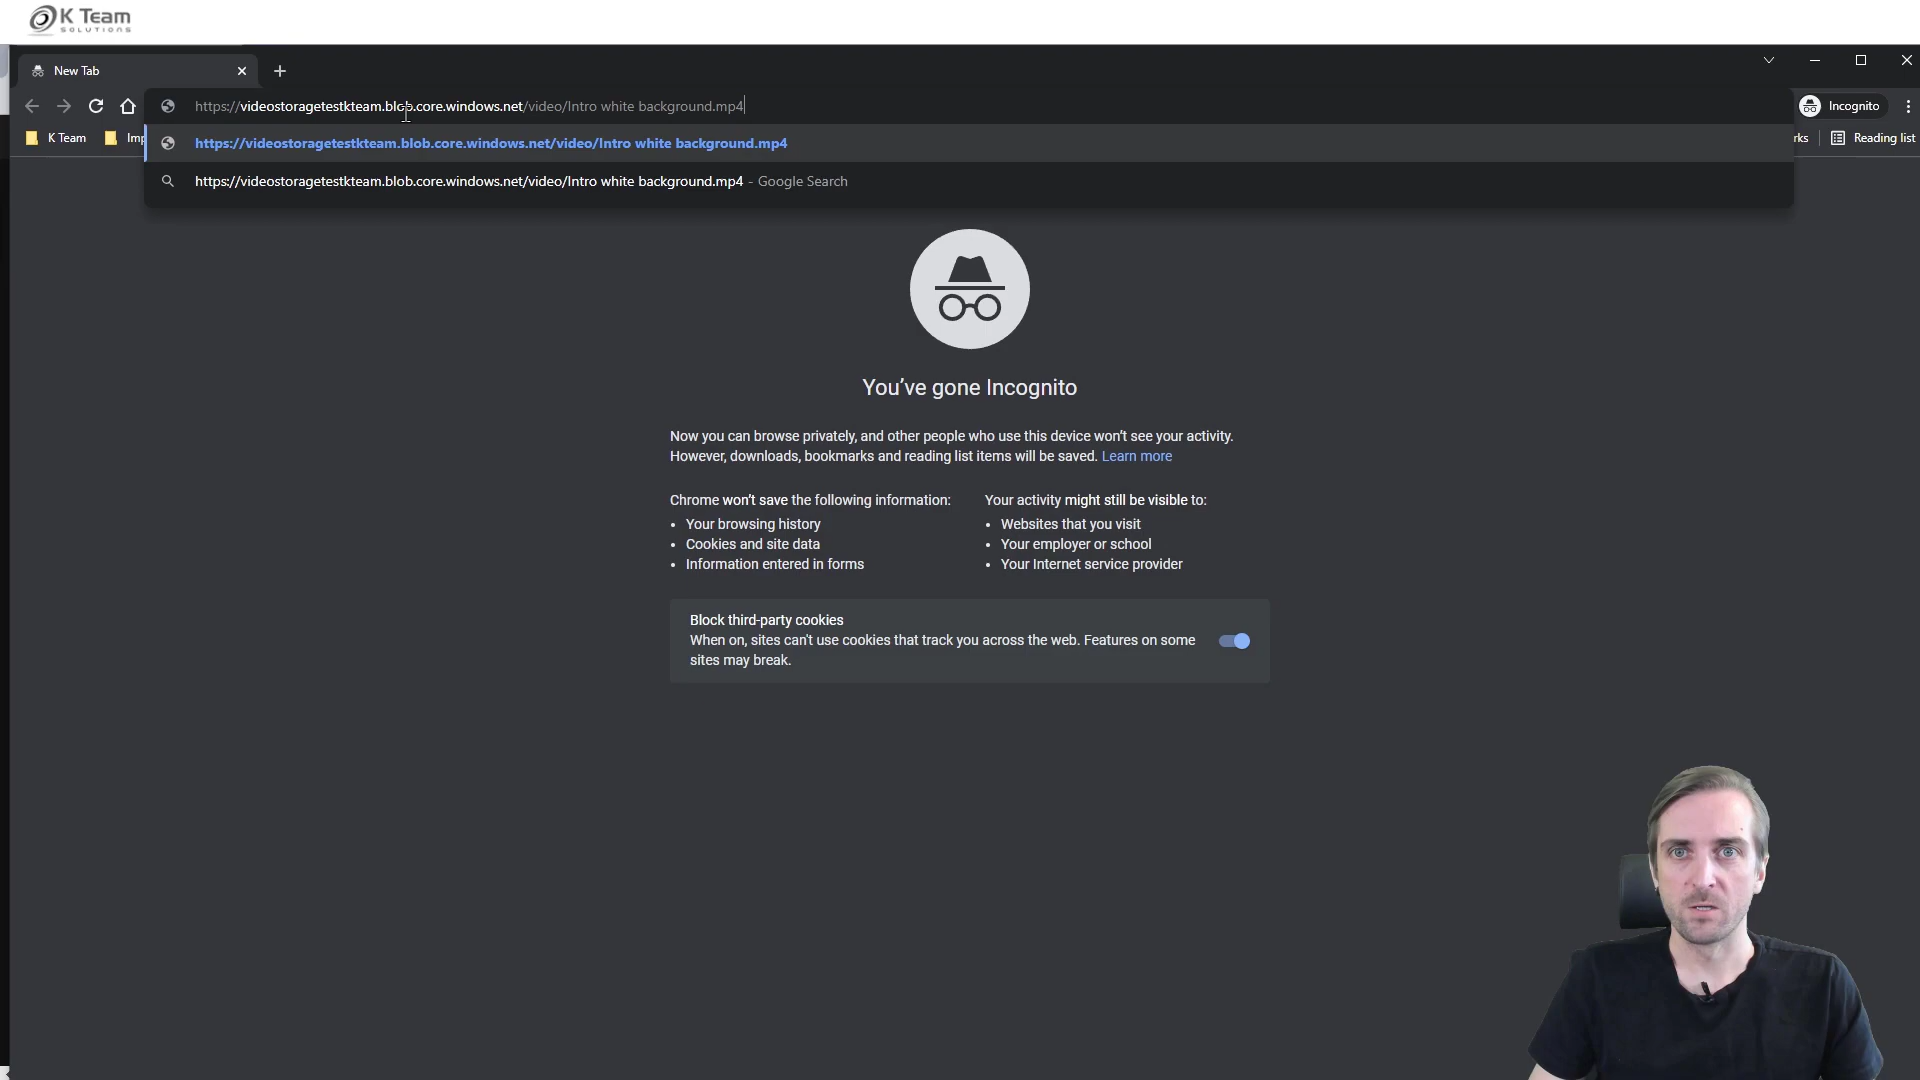 K Team
SOLUTIONS
New Tab
https://videostoragetestkteam.blob.core.windows.net/video/Intro white background.mp4
Incognito
K Team
https://videostoragetestkteam.blob.core.windows.net/video/Intro white background.mp4
Reading list
https://videostoragetestkteam.blob.core.windows.net/video/Intro white background.mp4 - Google Search
You've gone Incognito
Now you can browse privately, and other people who use this device won't see your activity.
However, downloads, bookmarks and reading list items will be saved. Learn more
Chrome won't save the following information:
Your browsing history
Cookies and site data
Information entered in forms
Your activity might still be visible to:
Websites that you visit
Your employer or school
Your Internet service provider
Block third-party cookies
When on, sites can't use cookies that track you across the web. Features on some
sites may break.